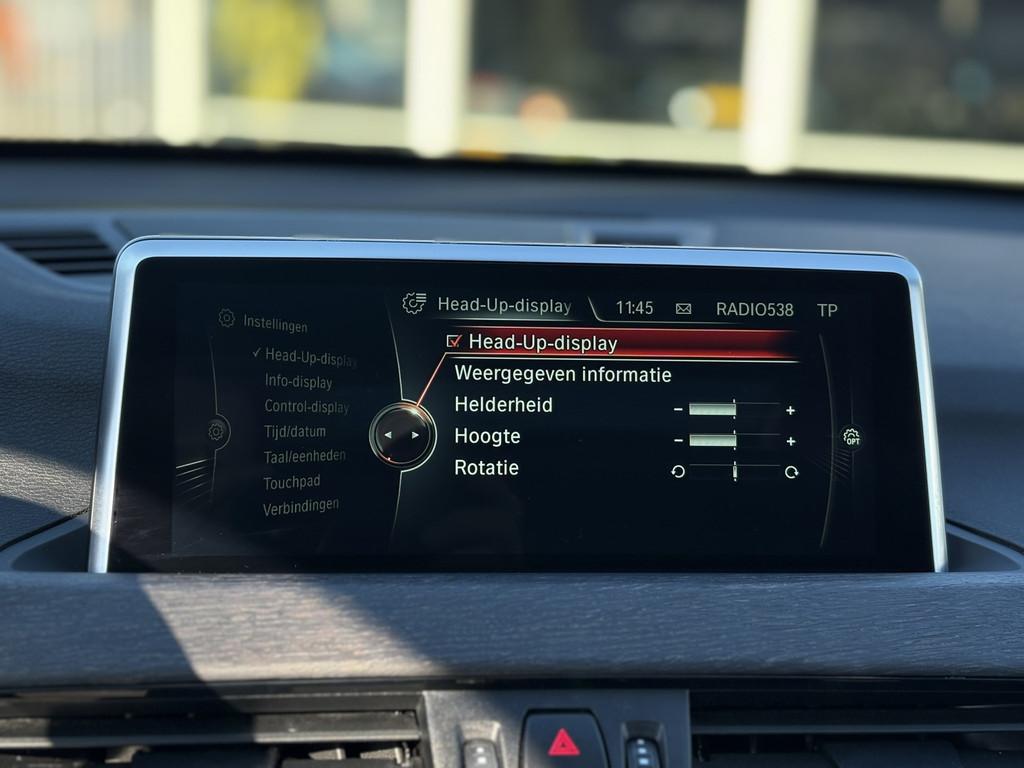 Head-Up-display 11:45 RADIO538 TP
Instellingen
Head-Up-display
Info-display
Control-display
Tijd/datum
Taal/eenheden
Touchpad
Verbindingen
Head-Up-display
Weergegeven informatie
Helderheid - +
Hoogte - +
Rotatie
OPT